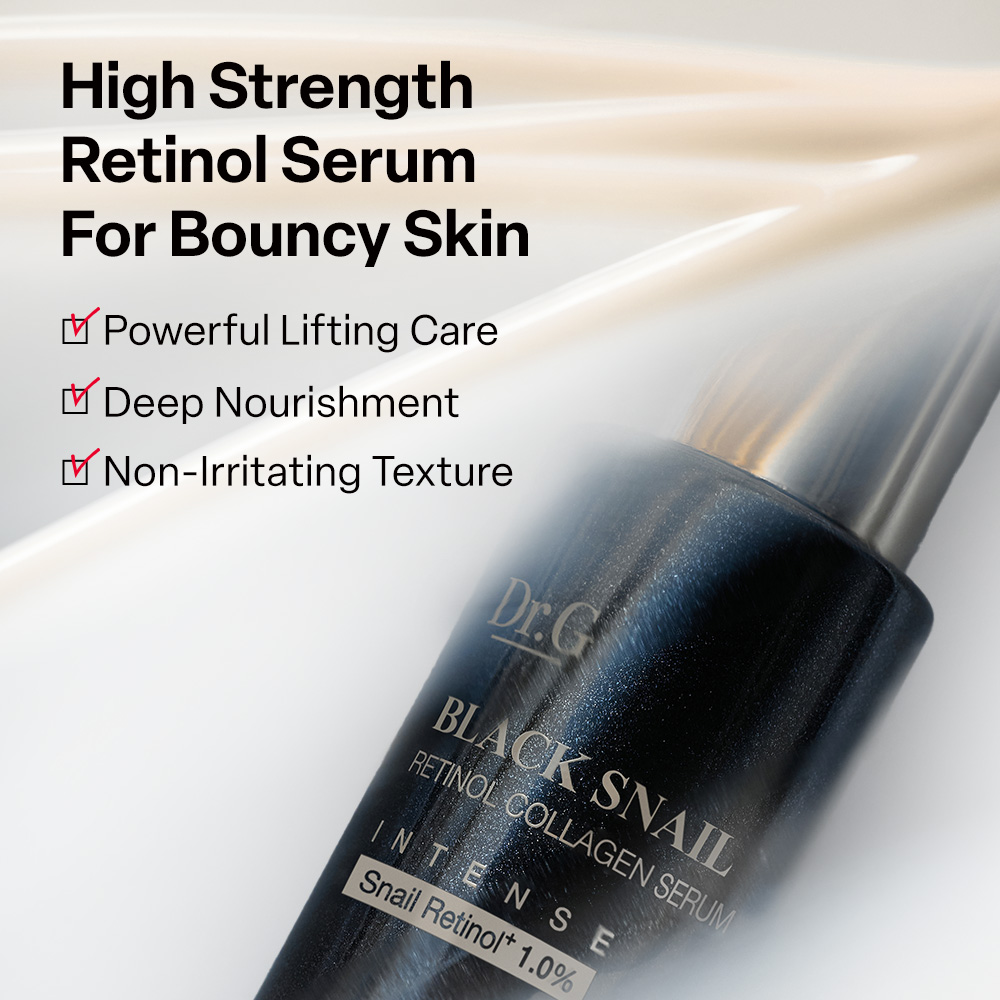 High Strength
Retinol Serum
For Bouncy Skin
Powerful Lifting Care
Deep Nourishment
Non-Irritating Texture
Dr.G
BLACK SNAIL
RETINOL COLLAGEN SERUM
INTENSE
Snail Retinol⁺ 1.0%